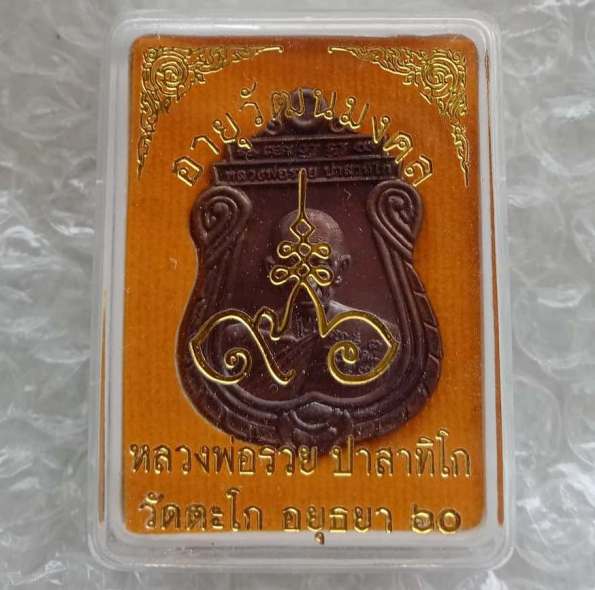 อายุวัฒนมงคล
หลวงพ่อรวย ปาสาทิโก
หลวงพ่อรวย ปาสาทิโก
วัดตะโก อยุธยา ๖๐